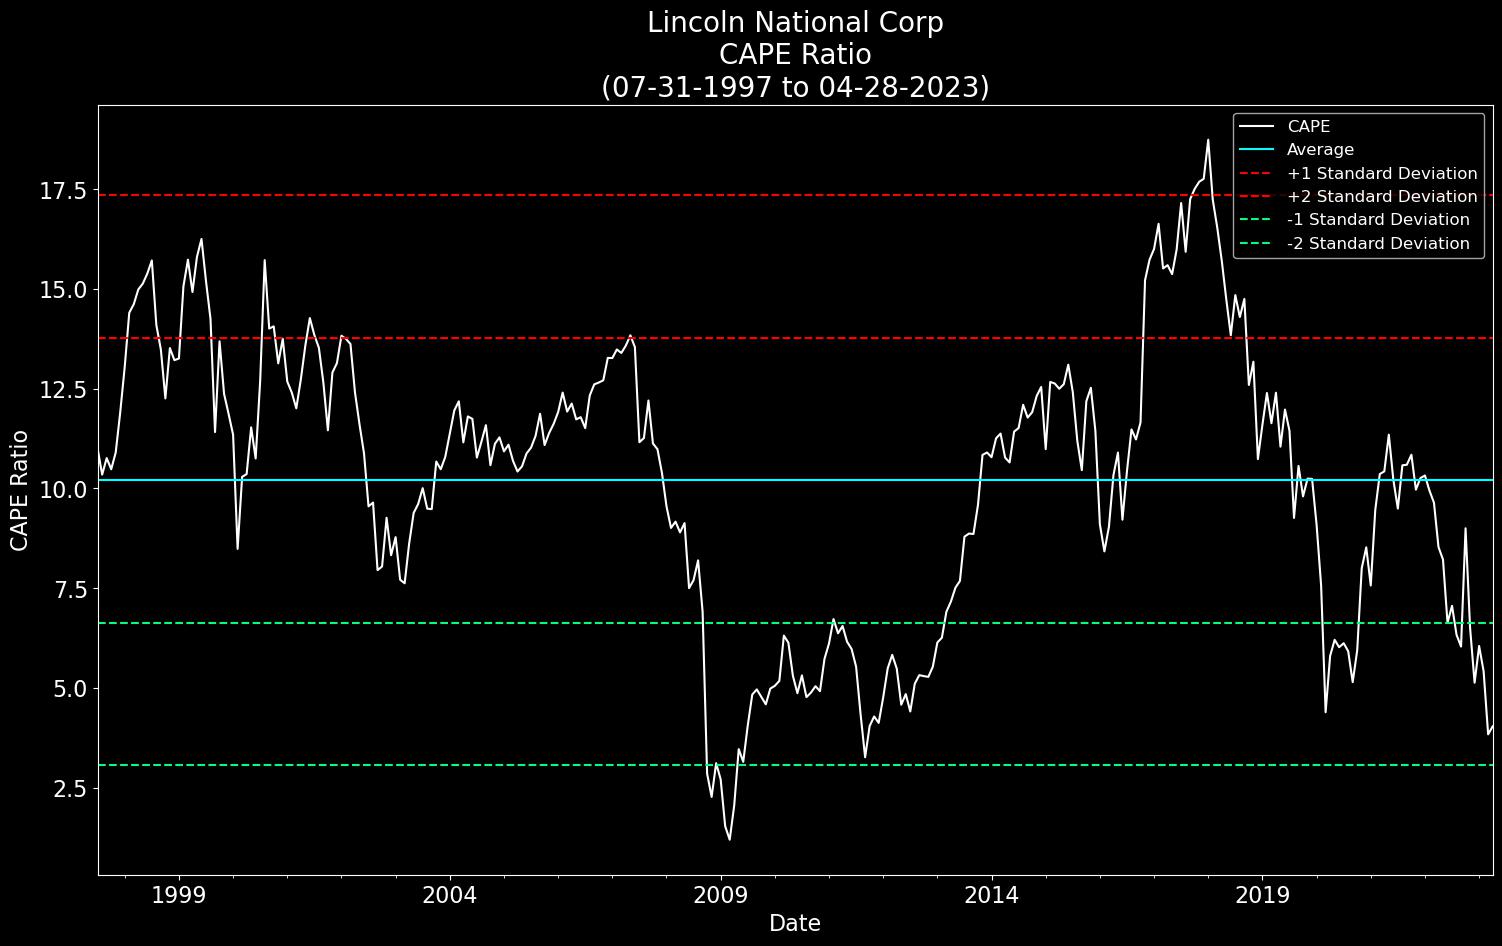 Lincoln National Corp
CAPE Ratio
(07-31-1997 to 04-28-2023)
CAPE
Average
+1 Standard Deviation
+2 Standard Deviation
-1 Standard Deviation
-2 Standard Deviation
CAPE Ratio
17.5
15.0
12.5
10.0
7.5
5.0
2.5
1999
2004
2009
2014
2019
Date